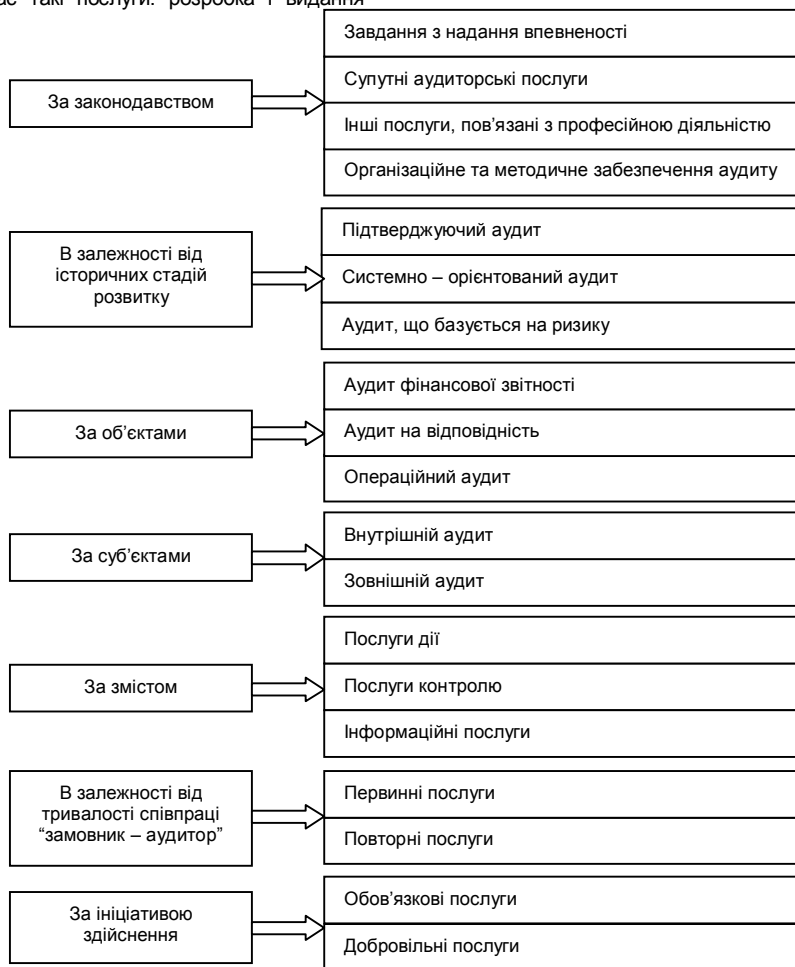 такі послуги: розробка і видання
Завдання з надання впевненості
Супутні аудиторські послуги
За законодавством
Інші послуги, пов’язані з професійною діяльністю
Організаційне та методичне забезпечення аудиту
Підтверджуючий аудит
В залежності від
історичних стадій
розвитку
Системно – орієнтований аудит
Аудит, що базується на ризику
Аудит фінансової звітності
За об’єктами
Аудит на відповідність
Операційний аудит
Внутрішній аудит
За суб’єктами
Зовнішній аудит
Послуги дії
За змістом
Послуги контролю
Інформаційні послуги
В залежності від
тривалості співпраці
“замовник – аудитор”
Первинні послуги
Повторні послуги
За ініціативою
здійснення
Обов’язкові послуги
Добровільні послуги